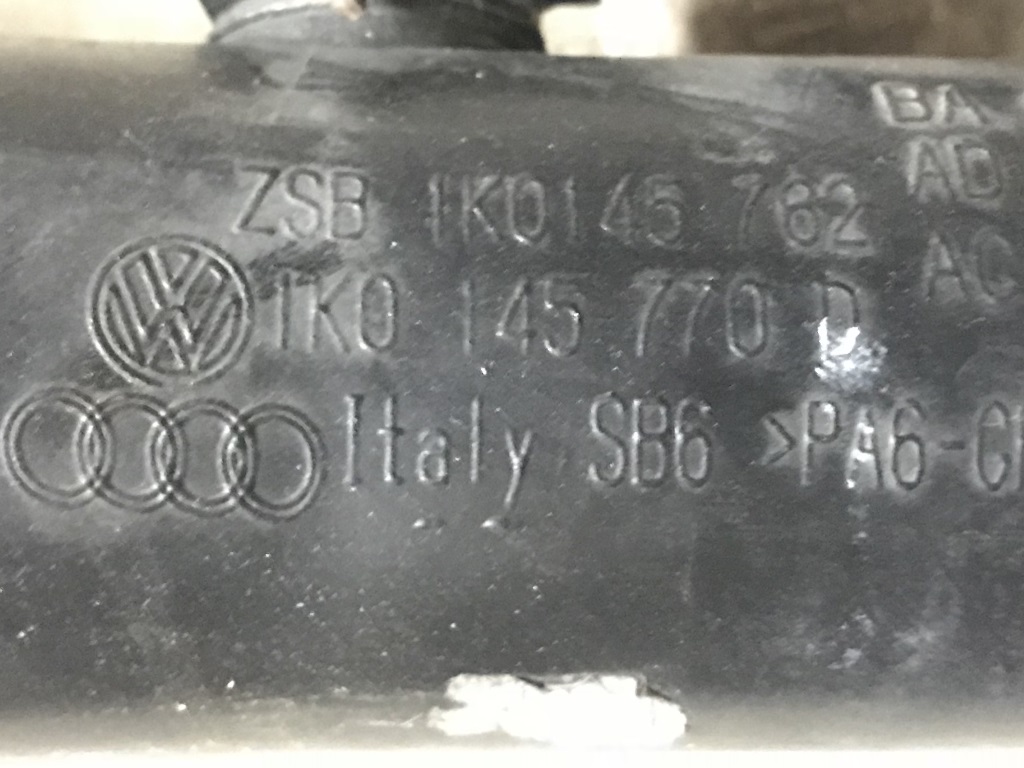 BA
AD
ZSB 1K0145 762
AC
1K0 145 770 D
Italy SB6 >PA6-